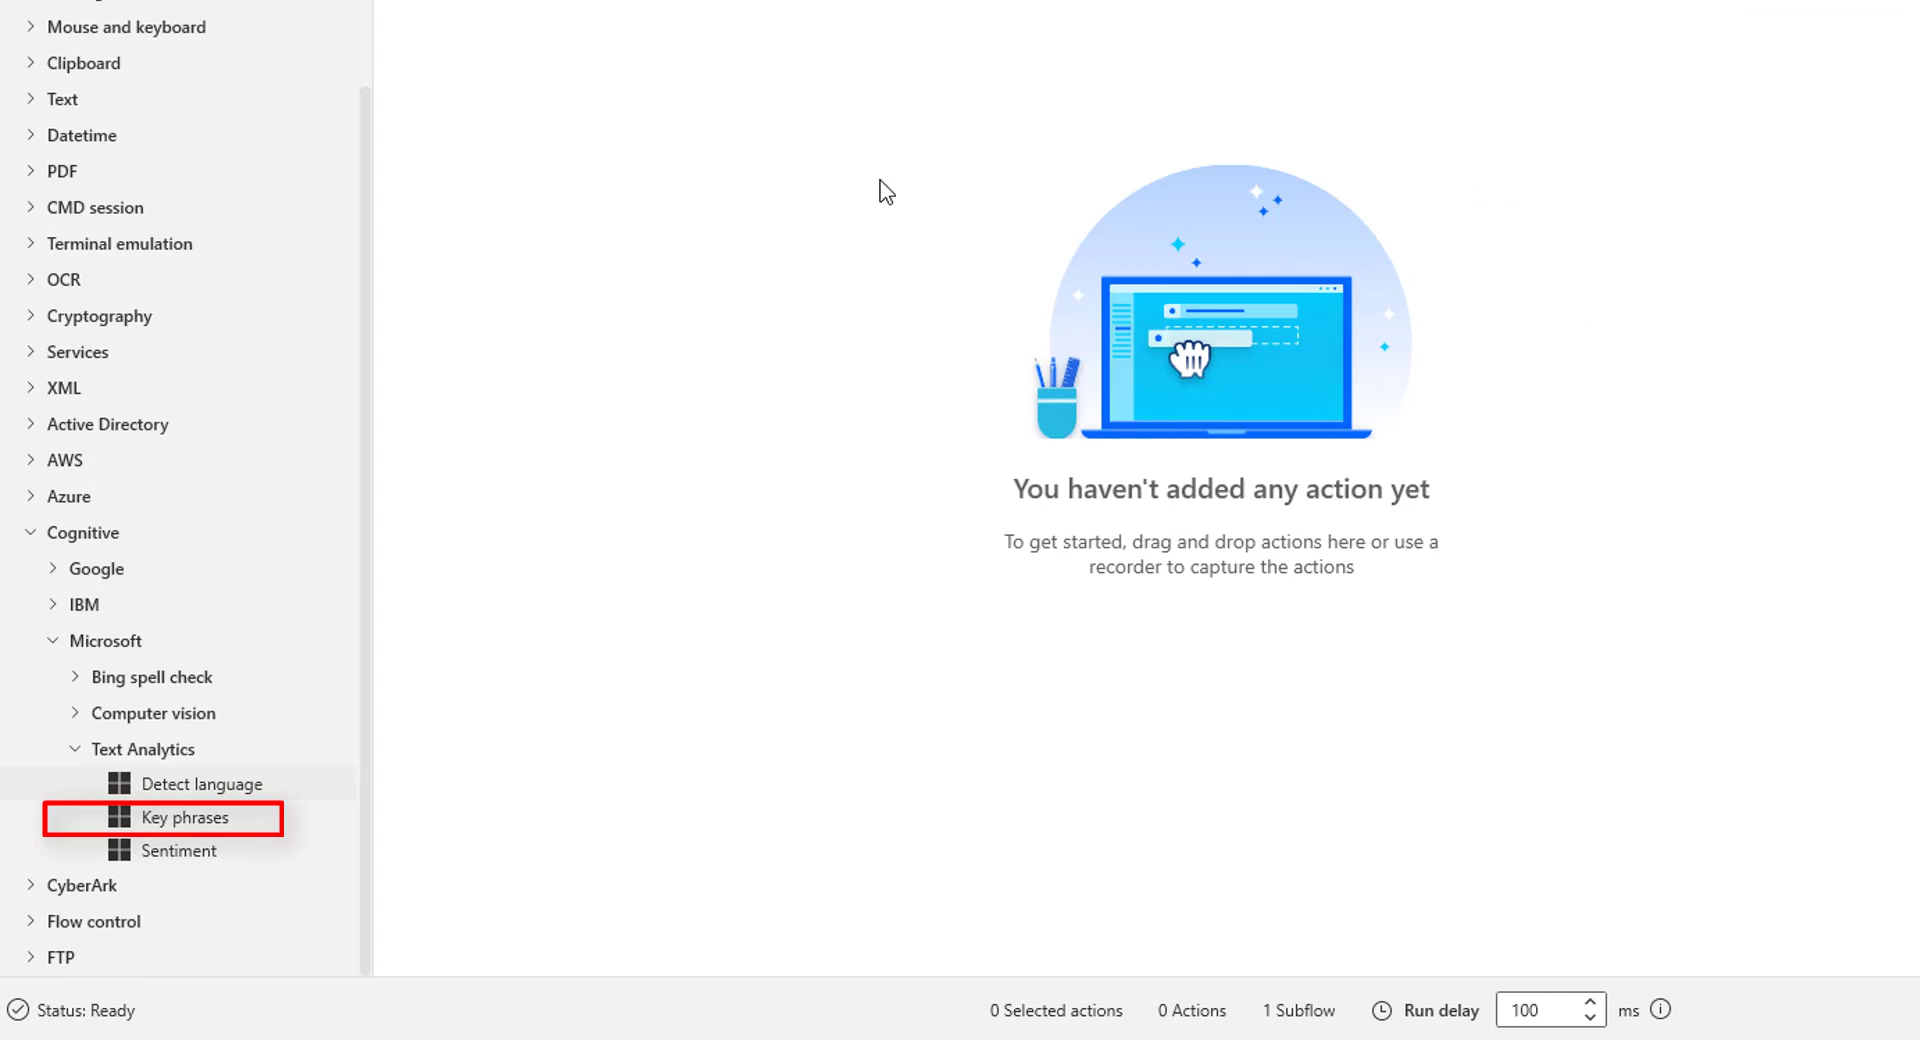 Mouse and keyboard
Clipboard
Text
Datetime
PDF
CMD session
Terminal emulation
OCR
Cryptography
Services
XML
Active Directory
AWS
Azure
Cognitive
Google
IBM
Microsoft
Bing spell check
Computer vision
Text Analytics
Detect language
Key phrases
Sentiment
CyberArk
Flow control
FTP
You haven't added any action yet
To get started, drag and drop actions here or use a
recorder to capture the actions
Status: Ready
0 Selected actions
0 Actions
1 Subflow
Run delay
100
ms